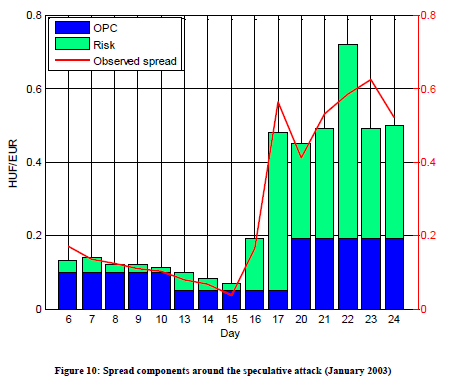 0.8
0.6
0.4
0.2
0
HUF/EUR
OPC
Risk
Observed spread
0.8
0.6
0.4
0.2
0
6 7 8 9 10 13 14 15 16 17 20 21 22 23 24
Day
Figure 10: Spread components around the speculative attack (January 2003)